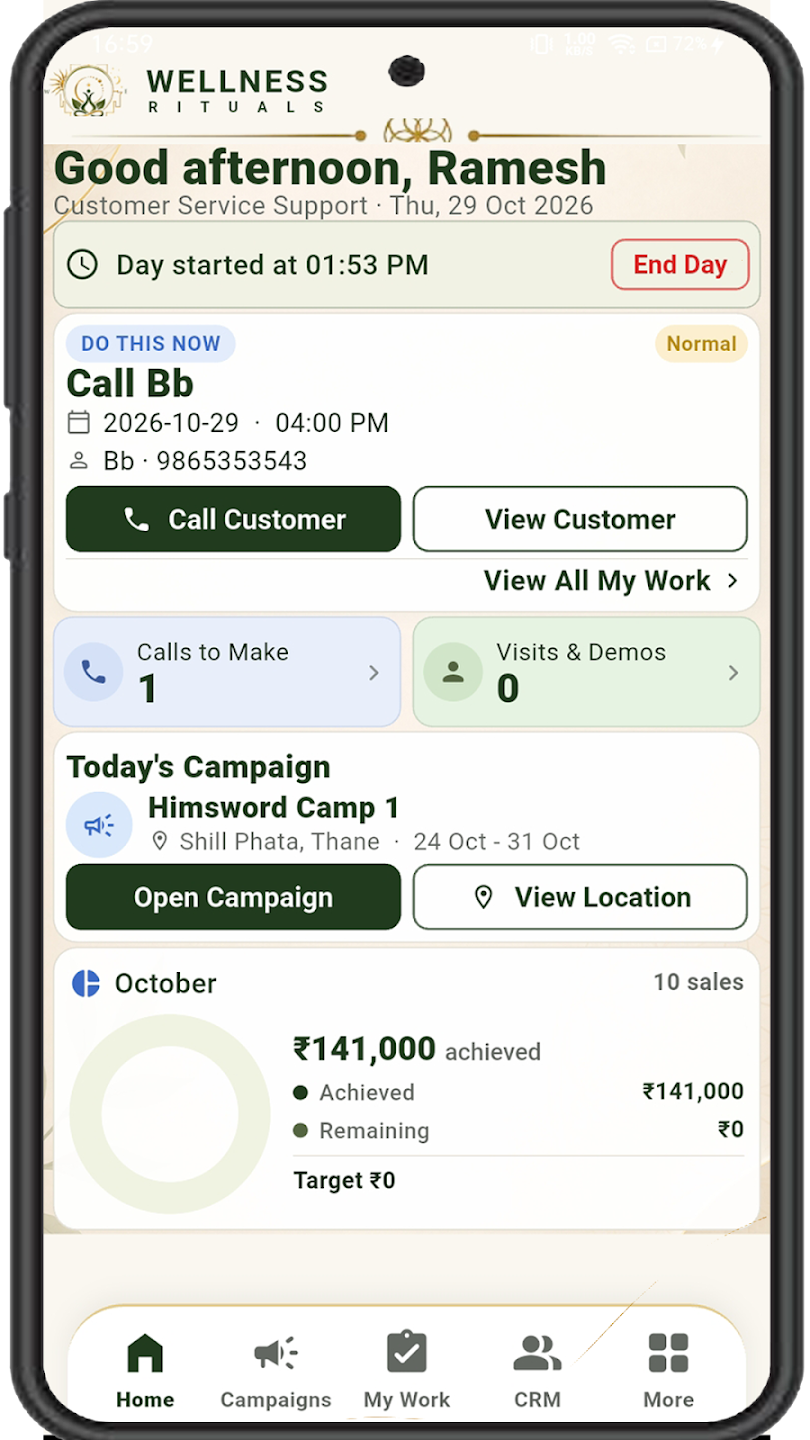 16:59 1.00 KB/S 72%
WELLNESS
RITUALS
Good afternoon, Ramesh
Customer Service Support · Thu, 29 Oct 2026
Day started at 01:53 PM End Day
DO THIS NOW Normal
Call Bb
2026-10-29 · 04:00 PM
Bb · 9865353543
Call Customer View Customer
View All My Work
Calls to Make Visits & Demos
1 0
Today's Campaign
Himsword Camp 1
Shill Phata, Thane · 24 Oct - 31 Oct
Open Campaign View Location
October 10 sales
₹141,000 achieved
Achieved ₹141,000
Remaining ₹0
Target ₹0
Home Campaigns My Work CRM More